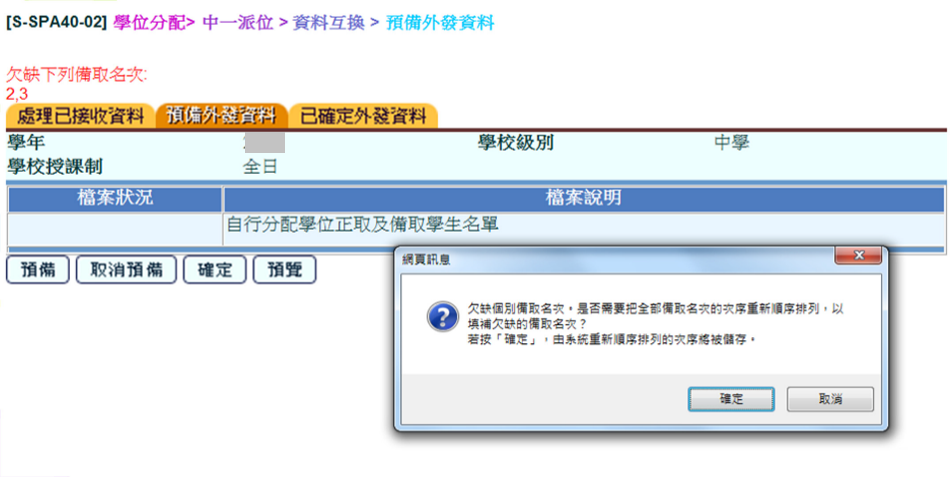 [S-SPA40-02] 學位分配> 中一派位 > 資料互換 > 預備外發資料
欠缺下列備取名次:
2,3
處理已接收資料 預備外發資料 已確定外發資料
學年 學校級別 中學
學校授課制 全日
檔案狀況 檔案說明
自行分配學位正取及備取學生名單
預備 取消預備 確定 預覽
網頁訊息
欠缺個別備取名次，是否需要把全部備取名次的次序重新順序排列，以
填補欠缺的備取名次？
若按「確定」，由系統重新順序排列的次序將被儲存。
確定 取消